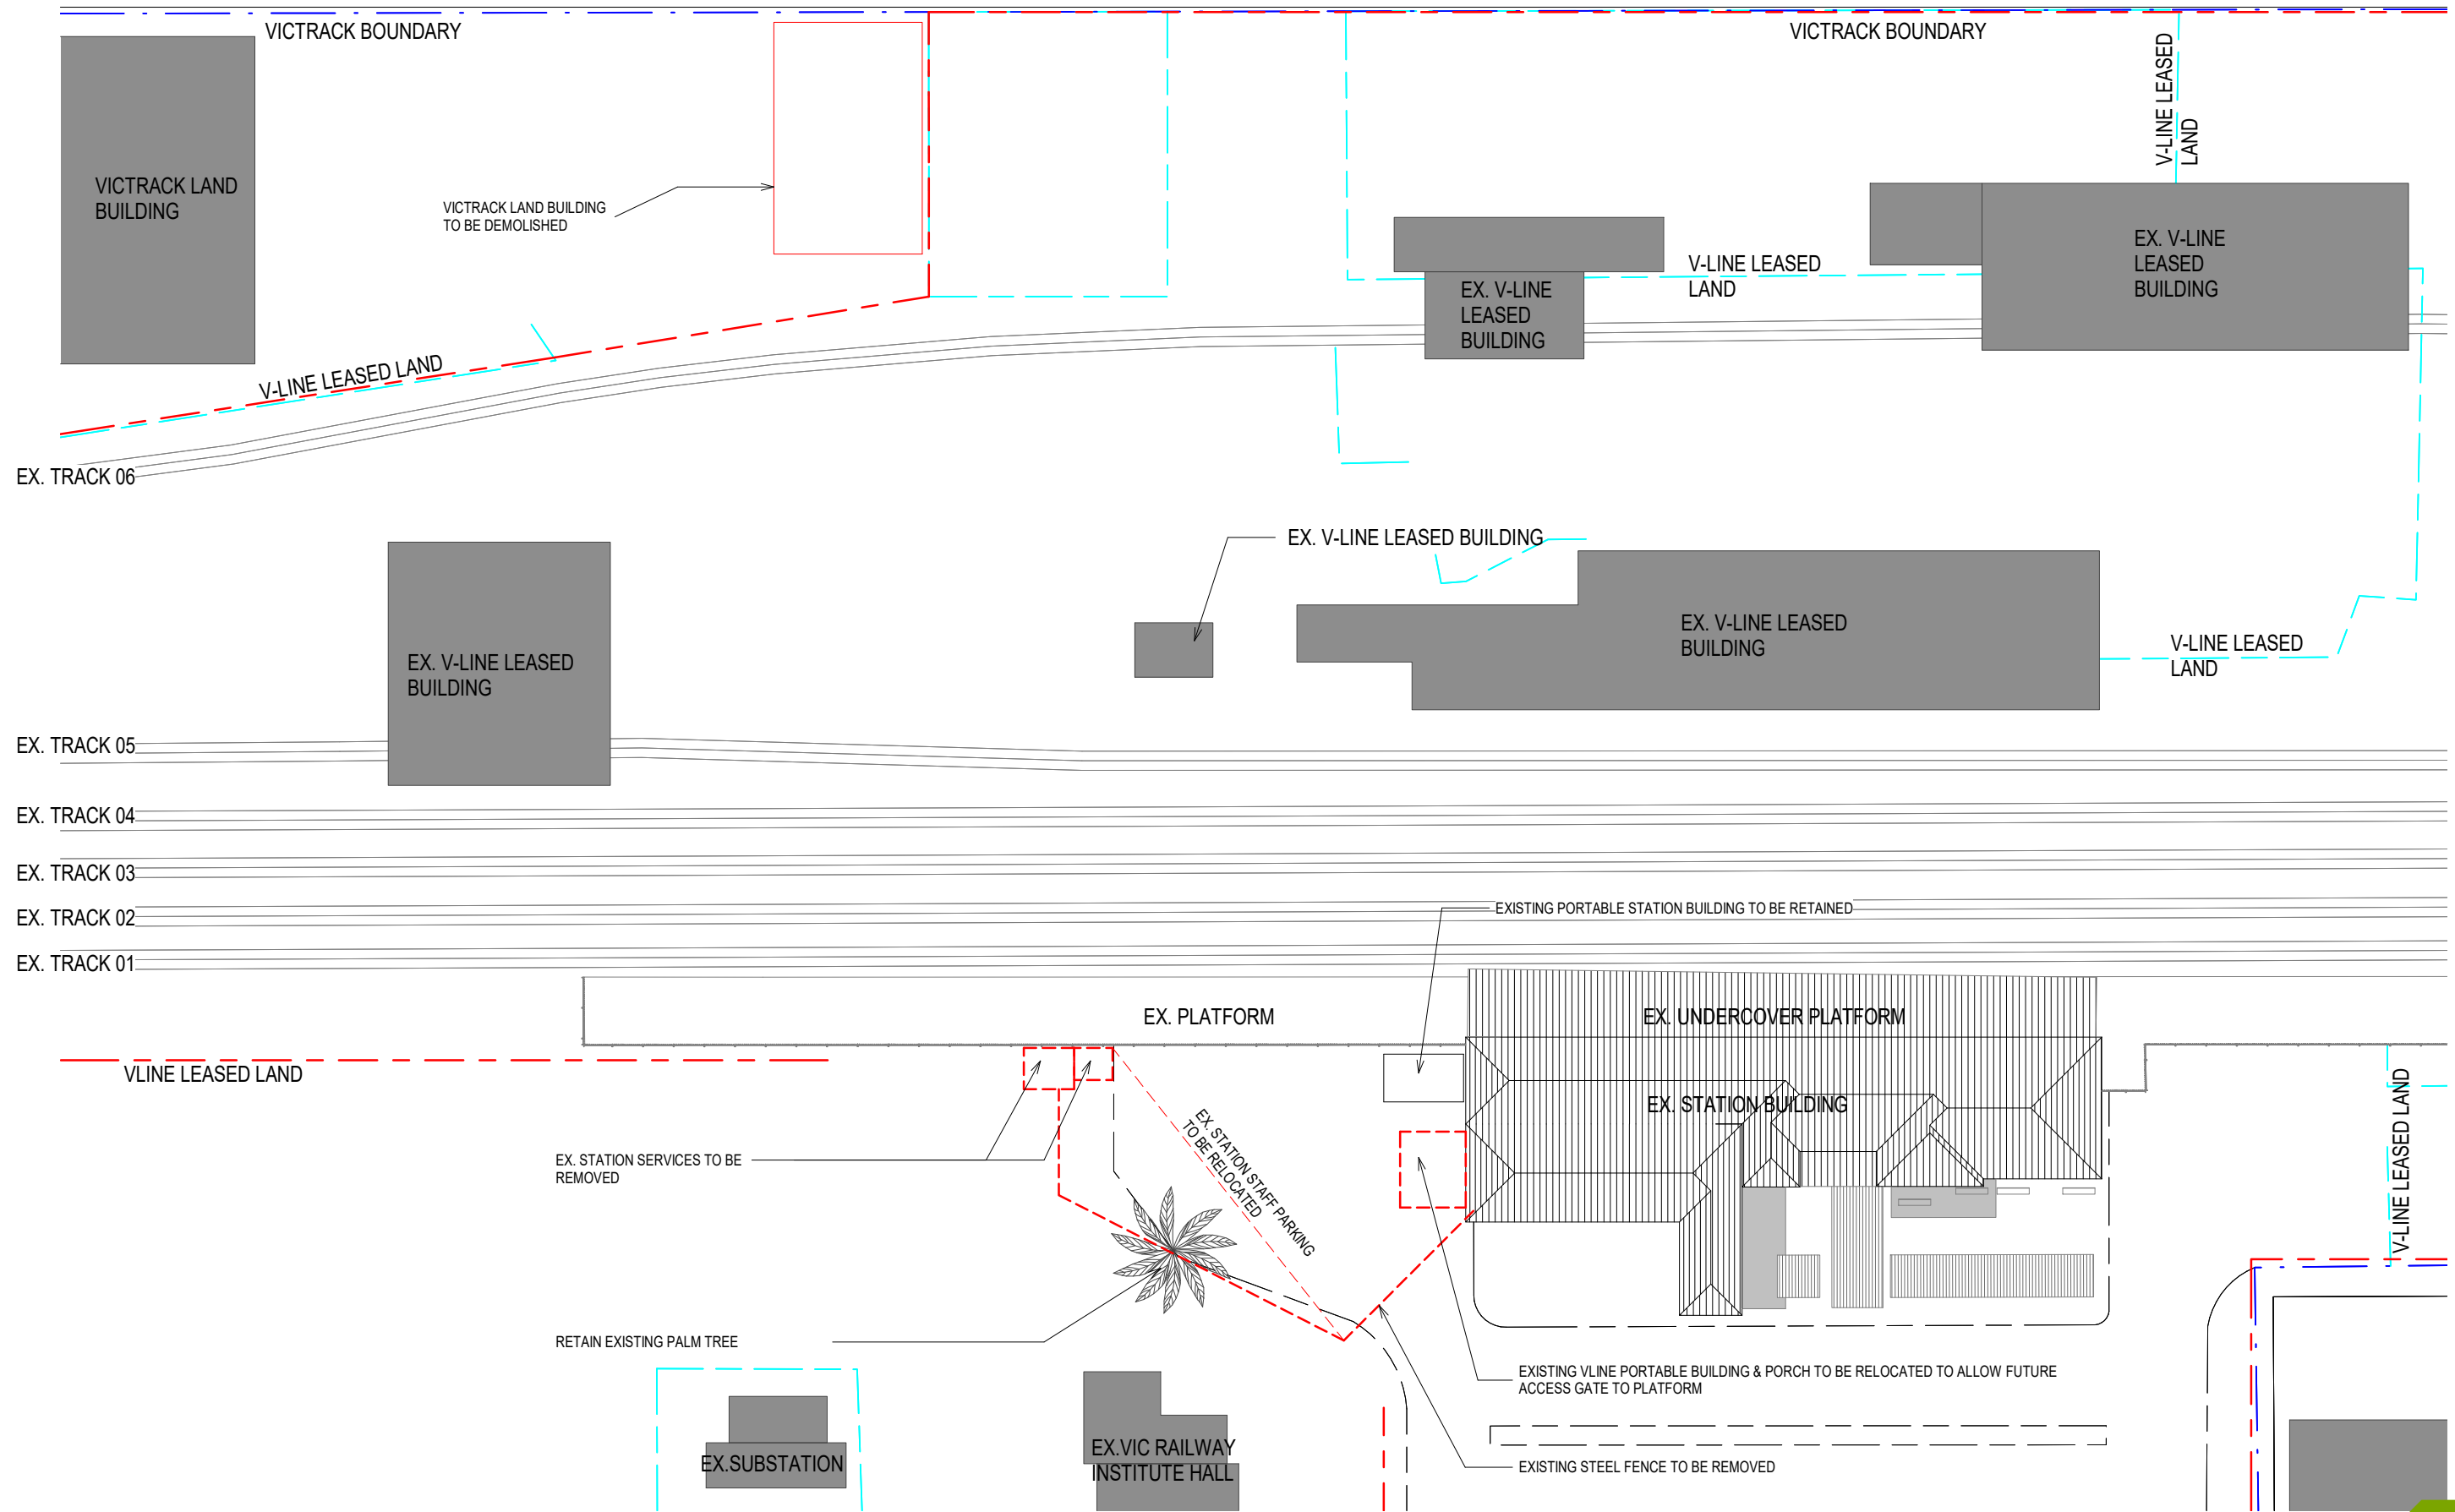 VICTRACK BOUNDARY
VICTRACK BOUNDARY
V-LINE LEASED
LAND
VICTRACK LAND
BUILDING
VICTRACK LAND BUILDING
TO BE DEMOLISHED
EX. V-LINE
LEASED
BUILDING
V-LINE LEASED
LAND
EX. V-LINE
LEASED
BUILDING
V-LINE LEASED LAND
EX. TRACK 06
EX. V-LINE LEASED BUILDING
EX. V-LINE LEASED
BUILDING
EX. V-LINE LEASED
BUILDING
V-LINE LEASED
LAND
EX. TRACK 05
EX. TRACK 04
EX. TRACK 03
EX. TRACK 02
EXISTING PORTABLE STATION BUILDING TO BE RETAINED
EX. TRACK 01
EX. PLATFORM
EX. UNDERCOVER PLATFORM
VLINE LEASED LAND
EX. STATION BUILDING
V-LINE LEASED LAND
EX. STATION STAFF PARKING
TO BE RELOCATED
EX. STATION SERVICES TO BE
REMOVED
RETAIN EXISTING PALM TREE
EXISTING VLINE PORTABLE BUILDING & PORCH TO BE RELOCATED TO ALLOW FUTURE
ACCESS GATE TO PLATFORM
EX.SUBSTATION
EX.VIC RAILWAY
INSTITUTE HALL
EXISTING STEEL FENCE TO BE REMOVED